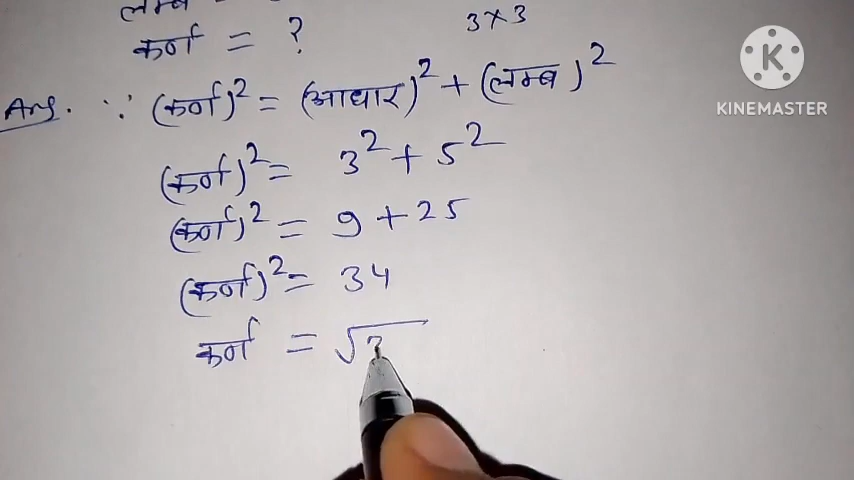 लम्ब =
कर्ण = ?
3×3
Ans. ∵ (कर्ण)² = (आधार)² + (लम्ब)²
(कर्ण)² = 3² + 5²
(कर्ण)² = 9 + 25
(कर्ण)² = 34
कर्ण = √3
KINEMASTER